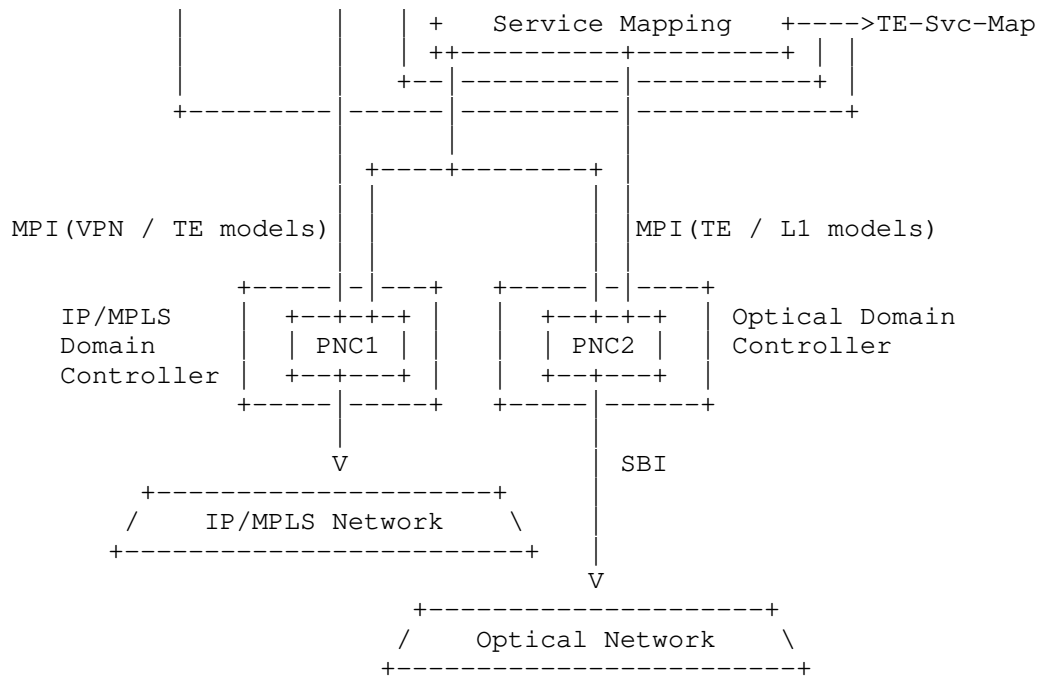 Service Mapping TE-Svc-Map
MPI(VPN / TE models) MPI(TE / L1 models)
IP/MPLS Optical Domain
Domain PNC1 PNC2 Controller
Controller
V SBI
IP/MPLS Network
V
Optical Network